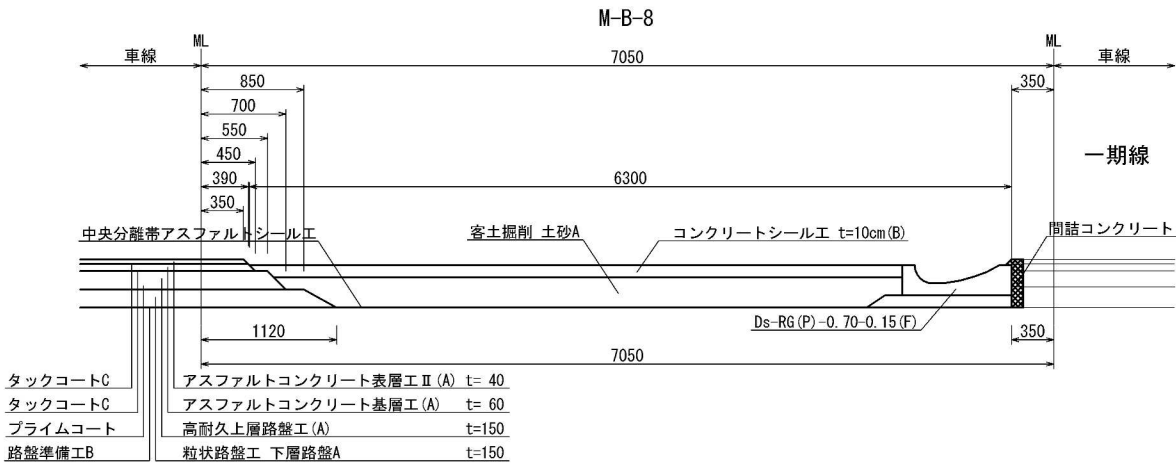 M-B-8
ML
ML
車線
7050
車線
850
350
700
550
450
一期線
390
6300
350
中央分離帯アスファルトシール工
客土掘削 土砂A
コンクリートシール工 t=10cm(B)
間詰コンクリート
Ds-RG(P)-0.70-0.15(F)
1120
350
7050
タックコートC
アスファルトコンクリート表層工Ⅱ(A) t= 40
タックコートC
アスファルトコンクリート基層工(A) t= 60
プライムコート
高耐久上層路盤工(A) t=150
路盤準備工B
粒状路盤工 下層路盤A t=150